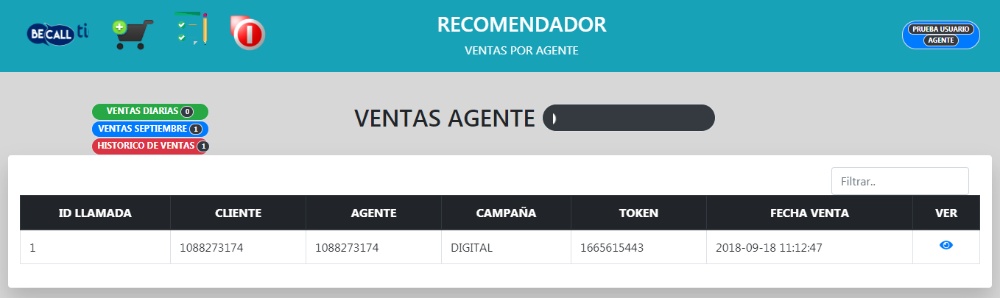 BECALL ti
RECOMENDADOR
VENTAS POR AGENTE
PRUEBA USUARIO
AGENTE
VENTAS DIARIAS 0
VENTAS SEPTIEMBRE 1
HISTORICO DE VENTAS 1
VENTAS AGENTE
Filtrar..
ID LLAMADA CLIENTE AGENTE CAMPAÑA TOKEN FECHA VENTA VER
1 1088273174 1088273174 DIGITAL 1665615443 2018-09-18 11:12:47